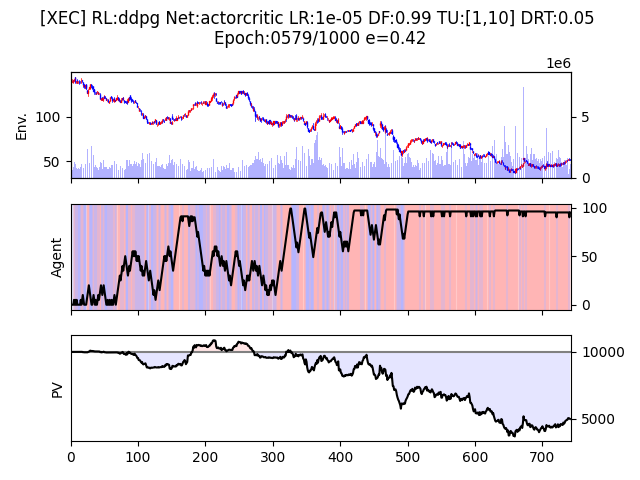 [XEC] RL:ddpg Net:actorcritic LR:1e-05 DF:0.99 TU:[1,10] DRT:0.05
Epoch:0579/1000 e=0.42
1e6
Env.
100
50
5
0
Agent
100
50
0
PV
10000
5000
0 100 200 300 400 500 600 700